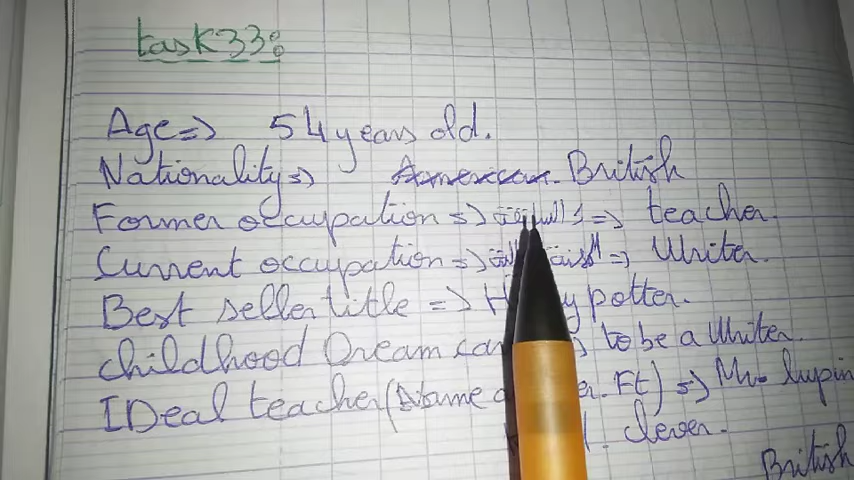 task33:
Age=> 54 years old.
Nationality=> American. British
Former occupation => => teacher.
Current occupation => => Writer.
Best seller title => potter.
childhood Dream to be a Writer.
IDeal teacher( => Mr. lupin
clever.
British